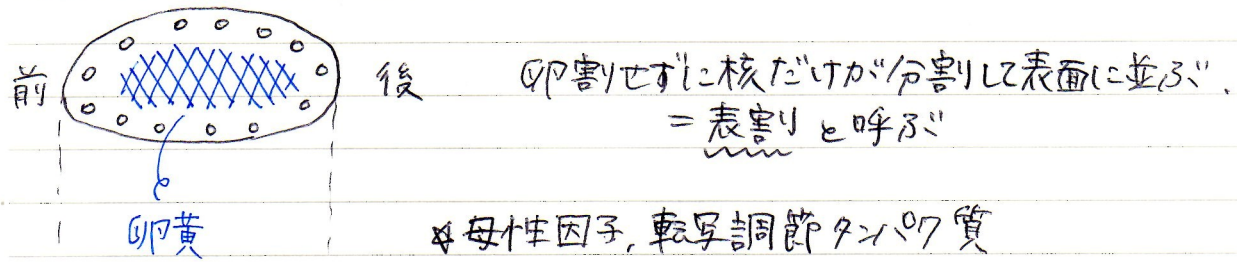 前
後
卵割せずに核だけが分割して表面に並ぶ.
=表割 と呼ぶ
卵黄
*母性因子, 転写調節タンパク質